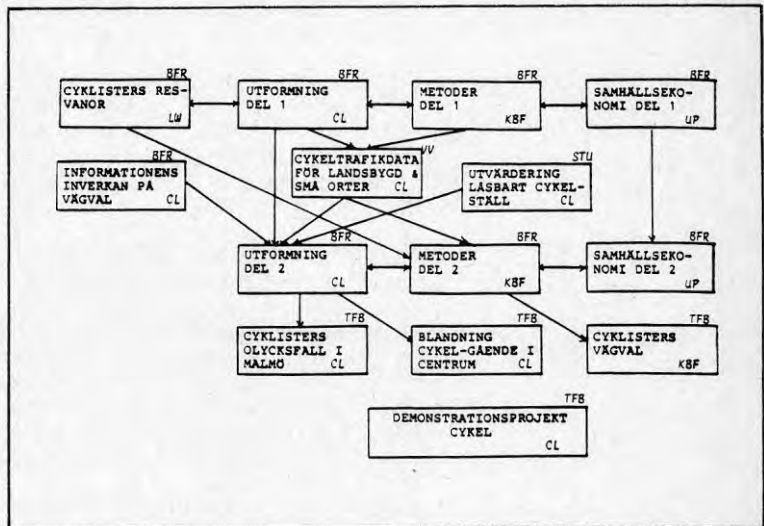 BFR
CYKLISTERS RES-
VANOR
LW
BFR
UTFORMNING
DEL 1
CL
BFR
METODER
DEL 1
KBF
BFR
SAMHÄLLSEKO-
NOMI DEL 1
UP
VV
CYKELTRAFIKDATA
FÖR LANDSBYGD &
SMÅ ORTER CL
BFR
INFORMATIONENS
INVERKAN PÅ
VÄGVAL CL
STU
UTVÄRDERING
LÅSBART CYKEL-
STÄLL CL
BFR
UTFORMNING
DEL 2
CL
BFR
METODER
DEL 2
KBF
BFR
SAMHÄLLSEKO-
NOMI DEL 2
UP
TFB
CYKLISTERS
OLYCKSFALL I
MALMÖ CL
TFB
BLANDNING
CYKEL-GÅENDE I
CENTRUM CL
TFB
CYKLISTERS
VÄGVAL
KBF
TFB
DEMONSTRATIONSPROJEKT
CYKEL
CL